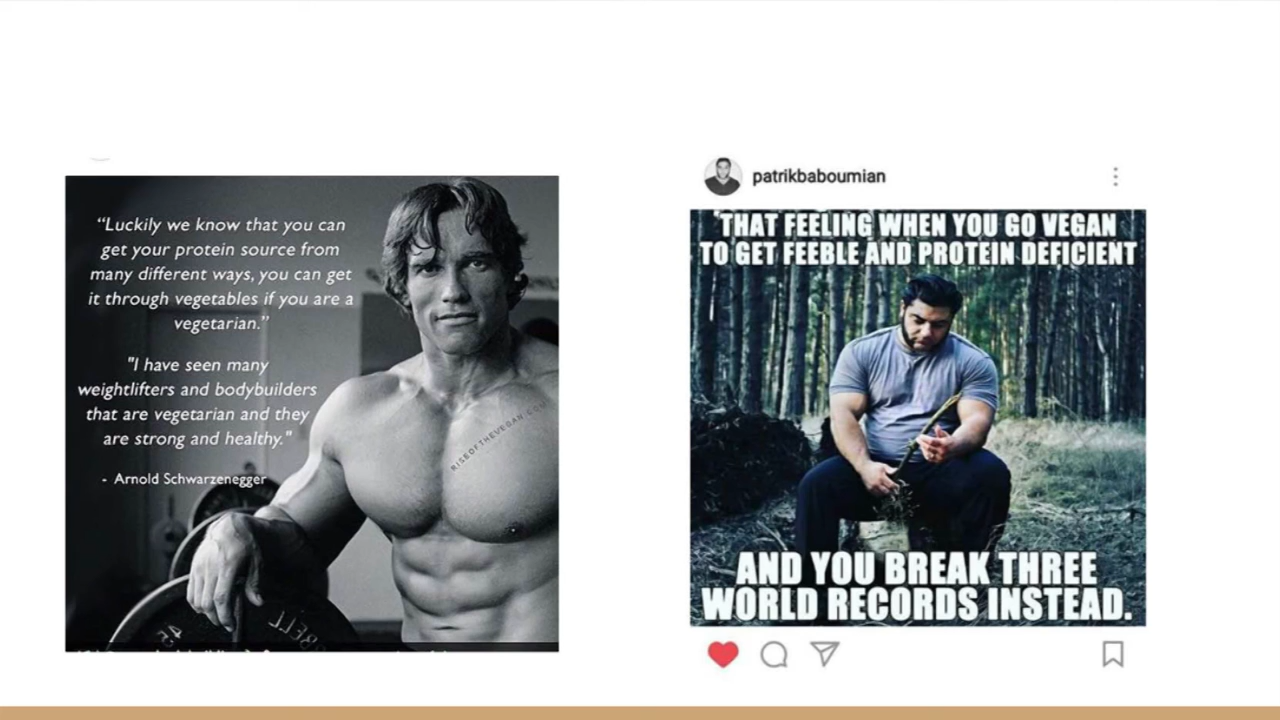 “Luckily we know that you can
get your protein source from
many different ways, you can get
it through vegetables if you are a
vegetarian.”
"I have seen many
weightlifters and bodybuilders
that are vegetarian and they
are strong and healthy."
- Arnold Schwarzenegger
RISEOFTHEVEGAN.COM
45
patrikbaboumian
THAT FEELING WHEN YOU GO VEGAN
TO GET FEEBLE AND PROTEIN DEFICIENT
AND YOU BREAK THREE
WORLD RECORDS INSTEAD.